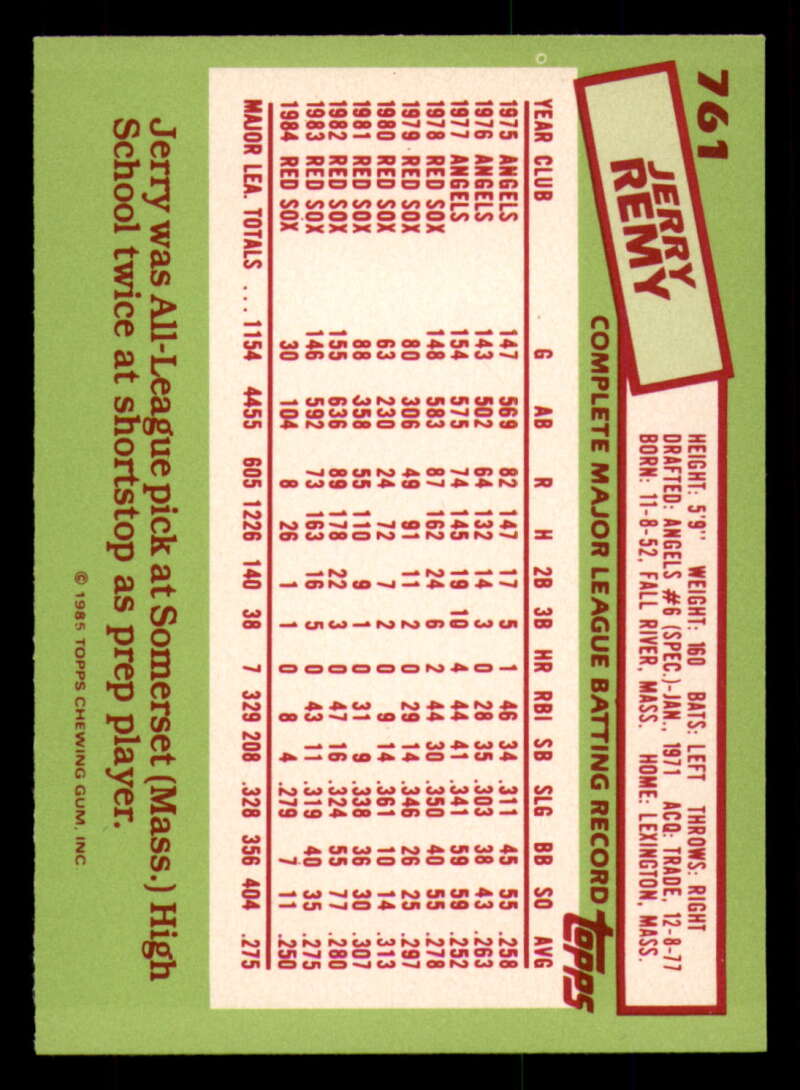 761
JERRY
REMY
HEIGHT: 5'9" WEIGHT: 160 BATS: LEFT THROWS: RIGHT
DRAFTED: ANGELS #6 (SPEC.)-JAN., 1971 ACQ: TRADE, 12-8-77
BORN: 11-8-52, FALL RIVER, MASS. HOME: LEXINGTON, MASS.
COMPLETE MAJOR LEAGUE BATTING RECORD
topps
YEAR CLUB G AB R H 2B 3B HR RBI SB SLG BB SO AVG
1975 ANGELS 147 569 82 147 17 5 1 46 34 .311 45 55 .258
1976 ANGELS 143 502 64 132 14 3 0 28 35 .303 38 43 .263
1977 ANGELS 154 575 74 145 19 10 4 44 41 .341 59 59 .252
1978 RED SOX 148 583 87 162 24 6 2 44 30 .350 40 55 .278
1979 RED SOX 80 306 49 91 11 2 0 29 14 .346 26 25 .297
1980 RED SOX 63 230 24 72 7 2 0 9 14 .361 10 14 .313
1981 RED SOX 88 358 55 110 9 1 0 31 9 .338 36 30 .307
1982 RED SOX 155 636 89 178 22 3 0 47 16 .324 55 77 .280
1983 RED SOX 146 592 73 163 16 5 0 43 11 .319 40 35 .275
1984 RED SOX 30 104 8 26 1 1 0 8 4 .279 7 11 .250
MAJOR LEA. TOTALS ... 1154 4455 605 1226 140 38 7 329 208 .328 356 404 .275
Jerry was All-League pick at Somerset (Mass.) High
School twice at shortstop as prep player.
© 1985 TOPPS CHEWING GUM, INC.